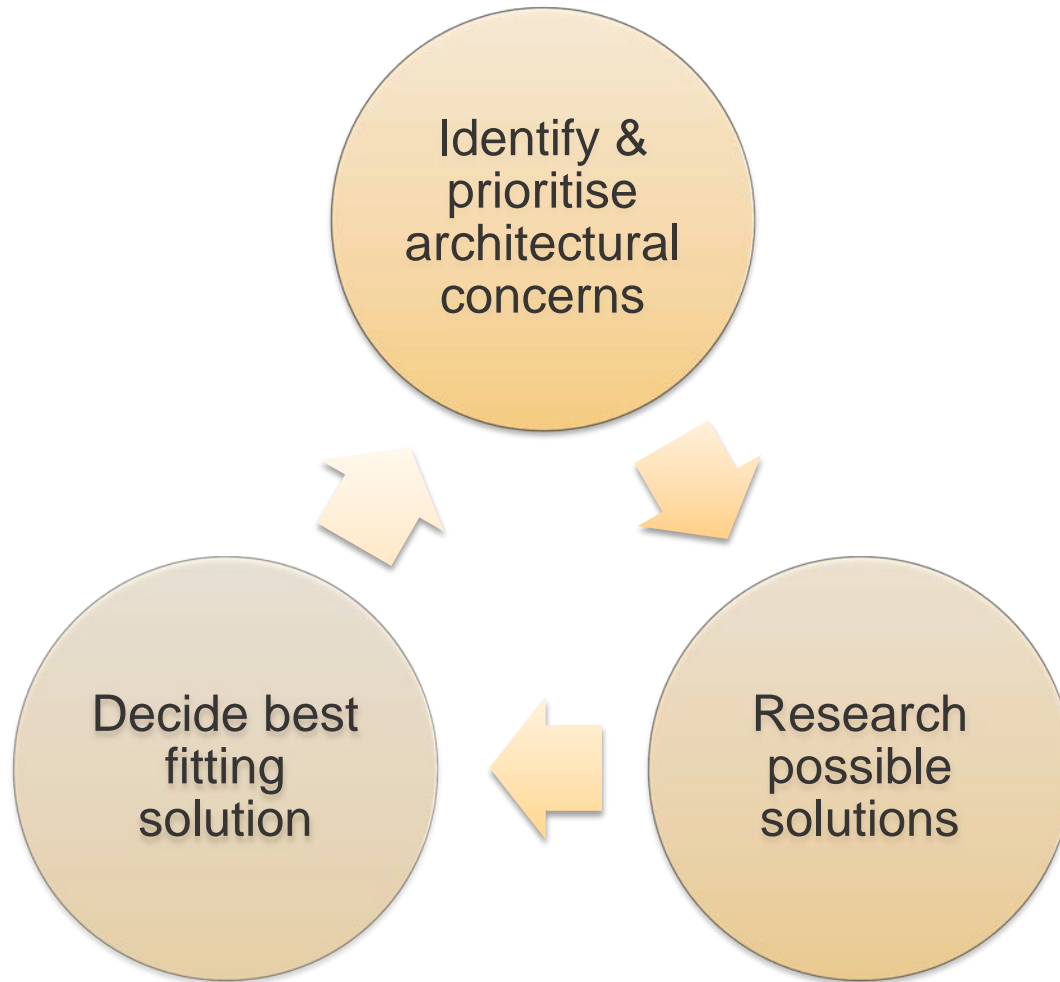 Identify &
prioritise
architectural
concerns
Research
possible
solutions
Decide best
fitting
solution